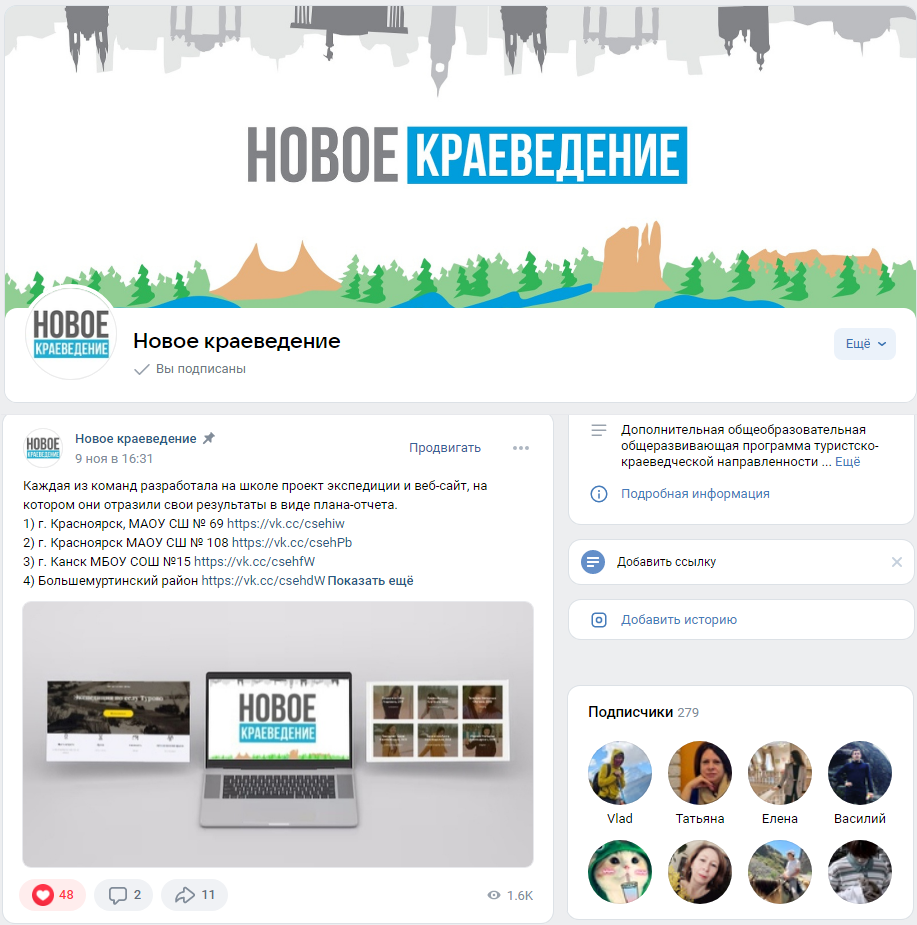 НОВОЕ КРАЕВЕДЕНИЕ
НОВОЕ
КРАЕВЕДЕНИЕ
Новое краеведение
Вы подписаны
Ещё
НОВОЕ
КРАЕВЕДЕНИЕ
Новое краеведение
9 ноя в 16:31
Продвигать
Каждая из команд разработала на школе проект экспедиции и веб-сайт, на
котором они отразили свои результаты в виде плана-отчета.
1) г. Красноярск, МАОУ СШ № 69 https://vk.cc/csehiw
2) г. Красноярск МАОУ СШ № 108 https://vk.cc/csehPb
3) г. Канск МБОУ СОШ №15 https://vk.cc/csehfW
4) Большемуртинский район https://vk.cc/csehdW Показать ещё
НОВОЕ
КРАЕВЕДЕНИЕ
48
2
11
1.6K
Дополнительная общеобразовательная
общеразвивающая программа туристско-
краеведческой направленности ... Ещё
Подробная информация
Добавить ссылку
Добавить историю
Подписчики 279
Vlad
Татьяна
Елена
Василий